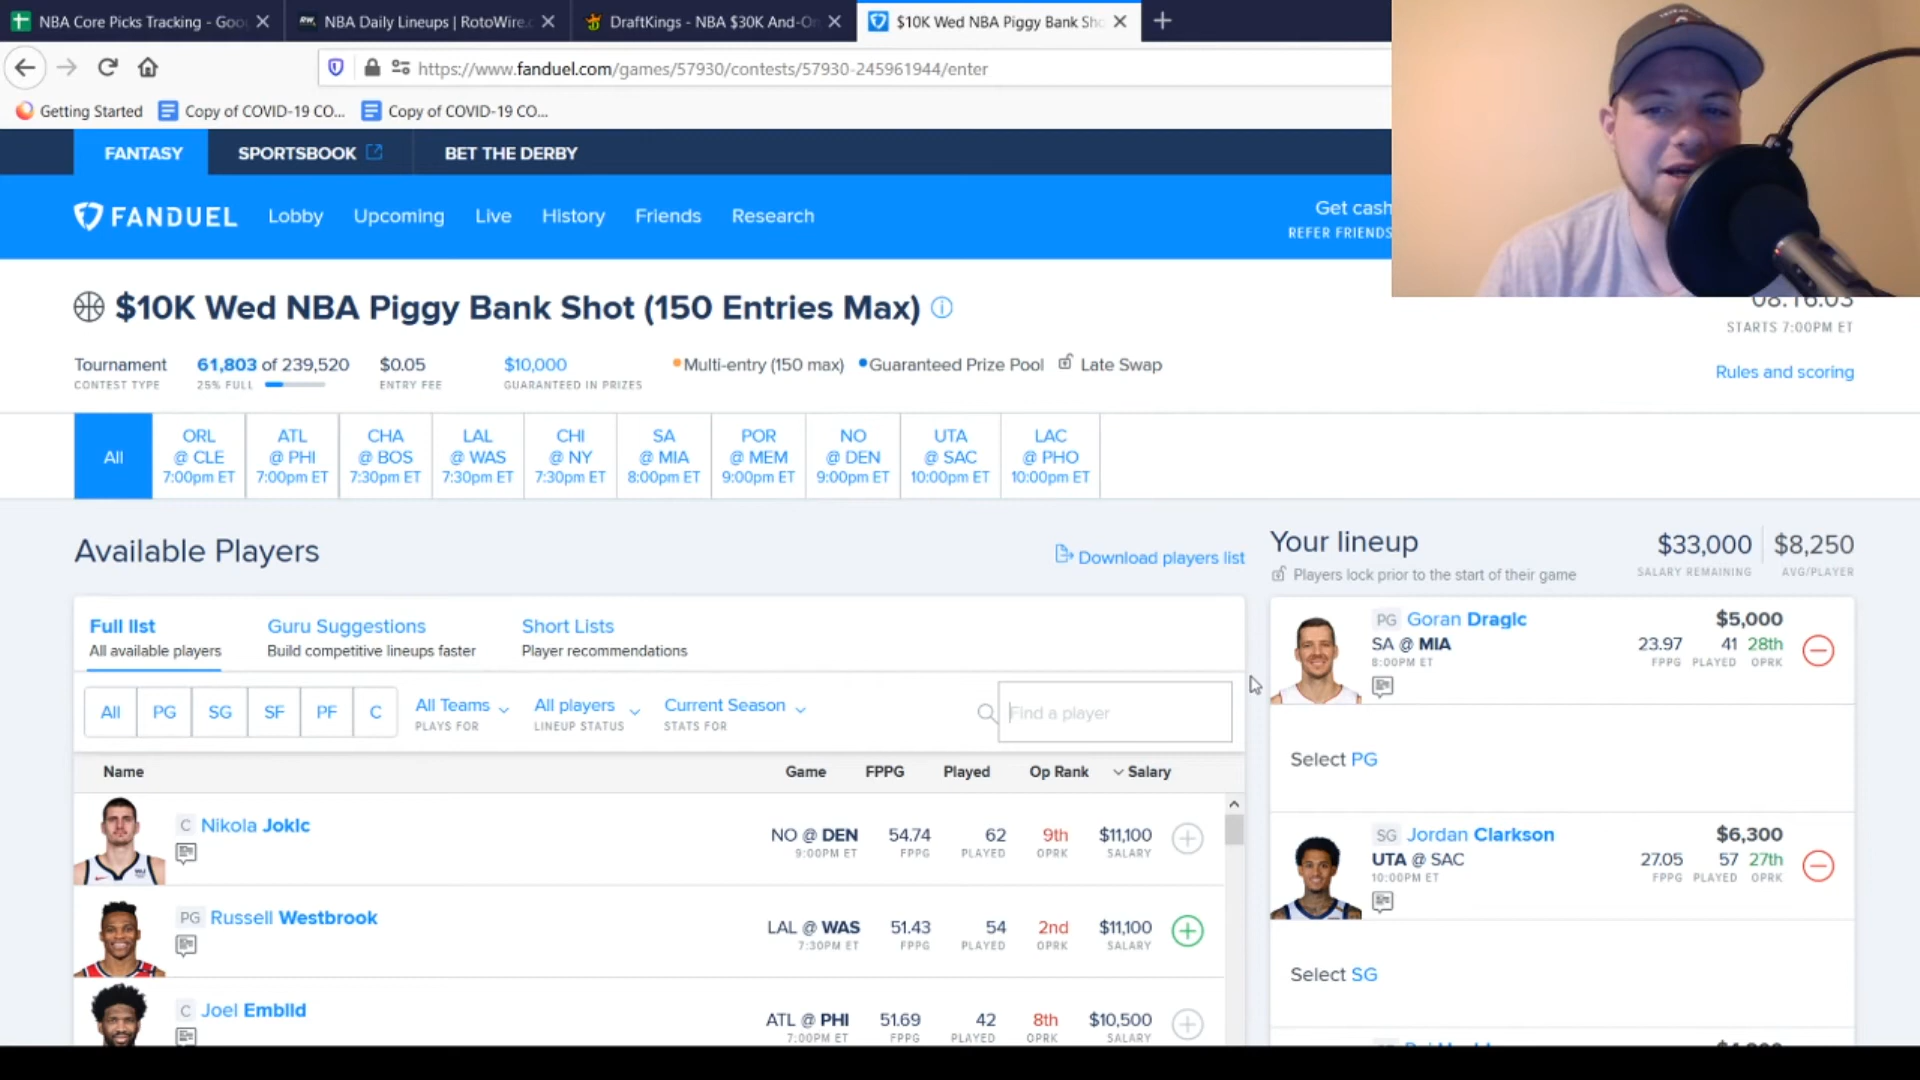 NBA Core Picks Tracking - Goo
NBA Daily Lineups | RotoWire.c
DraftKings - NBA $30K And-On
$10K Wed NBA Piggy Bank Sho
https://www.fanduel.com/games/57930/contests/57930-245961944/enter
Getting Started
Copy of COVID-19 CO...
Copy of COVID-19 CO...
FANTASY
SPORTSBOOK
BET THE DERBY
FANDUEL
Lobby
Upcoming
Live
History
Friends
Research
Get cash
REFER FRIENDS
$10K Wed NBA Piggy Bank Shot (150 Entries Max)
08:16:03
STARTS 7:00PM ET
Tournament
CONTEST TYPE
61,803 of 239,520
25% FULL
$0.05
ENTRY FEE
$10,000
GUARANTEED IN PRIZES
Multi-entry (150 max)
Guaranteed Prize Pool
Late Swap
Rules and scoring
All
ORL
@ CLE
7:00pm ET
ATL
@ PHI
7:00pm ET
CHA
@ BOS
7:30pm ET
LAL
@ WAS
7:30pm ET
CHI
@ NY
7:30pm ET
SA
@ MIA
8:00pm ET
POR
@ MEM
9:00pm ET
NO
@ DEN
9:00pm ET
UTA
@ SAC
10:00pm ET
LAC
@ PHO
10:00pm ET
Available Players
Download players list
Full list
All available players
Guru Suggestions
Build competitive lineups faster
Short Lists
Player recommendations
All
PG
SG
SF
PF
C
All Teams
PLAYS FOR
All players
LINEUP STATUS
Current Season
STATS FOR
Find a player
Name
Game
FPPG
Played
Op Rank
Salary
C Nikola Jokic
NO @ DEN
9:00PM ET
54.74
FPPG
62
PLAYED
9th
OPRK
$11,100
SALARY
PG Russell Westbrook
LAL @ WAS
7:30PM ET
51.43
FPPG
54
PLAYED
2nd
OPRK
$11,100
SALARY
C Joel Embiid
ATL @ PHI
7:00PM ET
51.69
FPPG
42
PLAYED
8th
OPRK
$10,500
SALARY
Your lineup
Players lock prior to the start of their game
$33,000
SALARY REMAINING
$8,250
AVG/PLAYER
PG Goran Dragic
SA @ MIA
8:00PM ET
$5,000
23.97
FPPG
41
PLAYED
28th
OPRK
Select PG
SG Jordan Clarkson
UTA @ SAC
10:00PM ET
$6,300
27.05
FPPG
57
PLAYED
27th
OPRK
Select SG